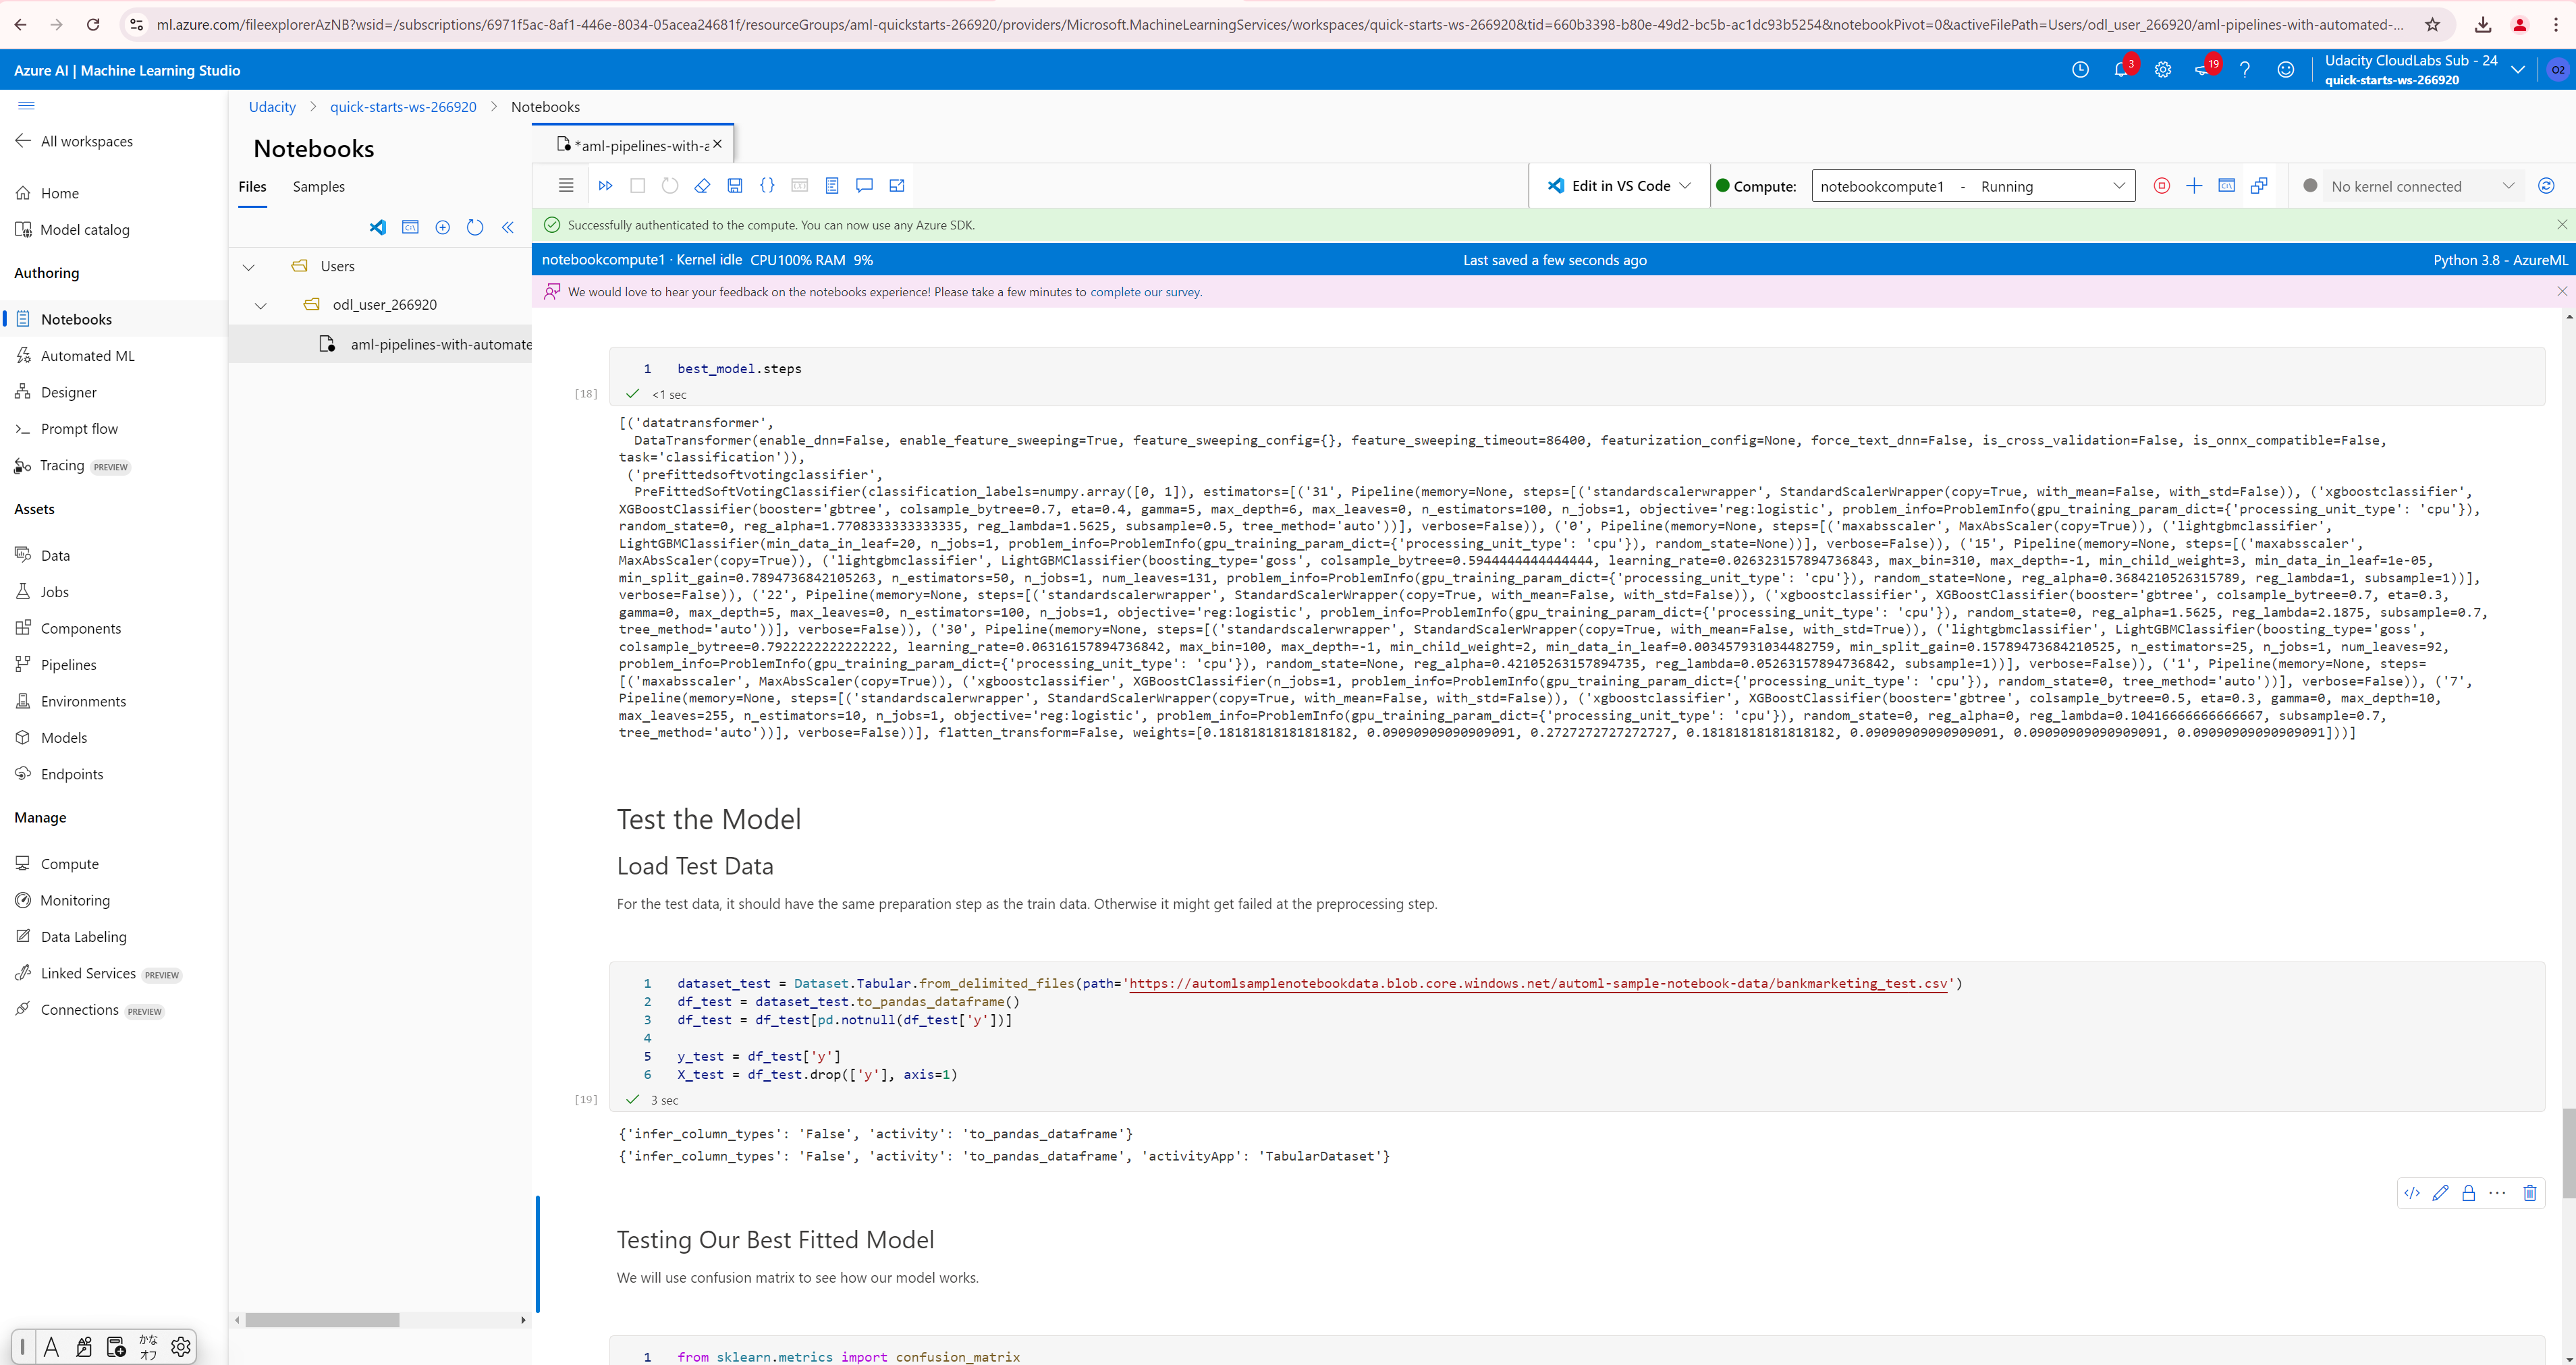 ml.azure.com/fileexplorerAzNB?wsid=/subscriptions/6971f5ac-8af1-446e-8034-05acea24681f/resourceGroups/aml-quickstarts-266920/providers/Microsoft.MachineLearningServices/workspaces/quick-starts-ws-266920&tid=660b3398-b80e-49d2-bc5b-ac1dc93b5254&notebookPivot=0&activeFilePath=Users/odl_user_266920/aml-pipelines-with-automated-...
Azure AI | Machine Learning Studio
3
19
Udacity CloudLabs Sub - 24
quick-starts-ws-266920
O2
Udacity > quick-starts-ws-266920 > Notebooks
All workspaces
Home
Model catalog
Authoring
Notebooks
Automated ML
Designer
Prompt flow
Tracing PREVIEW
Assets
Data
Jobs
Components
Pipelines
Environments
Models
Endpoints
Manage
Compute
Monitoring
Data Labeling
Linked Services PREVIEW
Connections PREVIEW
Notebooks
Files Samples
Users
odl_user_266920
aml-pipelines-with-automate
*aml-pipelines-with-a
Edit in VS Code
Compute: notebookcompute1 - Running
No kernel connected
Successfully authenticated to the compute. You can now use any Azure SDK.
notebookcompute1 · Kernel idle CPU100% RAM 9%
Last saved a few seconds ago
Python 3.8 - AzureML
We would love to hear your feedback on the notebooks experience! Please take a few minutes to complete our survey.
1 best_model.steps
[18] <1 sec
[('datatransformer',
DataTransformer(enable_dnn=False, enable_feature_sweeping=True, feature_sweeping_config={}, feature_sweeping_timeout=86400, featurization_config=None, force_text_dnn=False, is_cross_validation=False, is_onnx_compatible=False,
task='classification')),
('prefittedsoftvotingclassifier',
PreFittedSoftVotingClassifier(classification_labels=numpy.array([0, 1]), estimators=[('31', Pipeline(memory=None, steps=[('standardscalerwrapper', StandardScalerWrapper(copy=True, with_mean=False, with_std=False)), ('xgboostclassifier',
XGBoostClassifier(booster='gbtree', colsample_bytree=0.7, eta=0.4, gamma=5, max_depth=6, max_leaves=0, n_estimators=100, n_jobs=1, objective='reg:logistic', problem_info=ProblemInfo(gpu_training_param_dict={'processing_unit_type': 'cpu'}),
random_state=0, reg_alpha=1.7708333333333335, reg_lambda=1.5625, subsample=0.5, tree_method='auto'))], verbose=False)), ('0', Pipeline(memory=None, steps=[('maxabsscaler', MaxAbsScaler(copy=True)), ('lightgbmclassifier',
LightGBMClassifier(min_data_in_leaf=20, n_jobs=1, problem_info=ProblemInfo(gpu_training_param_dict={'processing_unit_type': 'cpu'}), random_state=None))], verbose=False)), ('15', Pipeline(memory=None, steps=[('maxabsscaler',
MaxAbsScaler(copy=True)), ('lightgbmclassifier', LightGBMClassifier(boosting_type='goss', colsample_bytree=0.5944444444444444, learning_rate=0.026323157894736843, max_bin=310, max_depth=-1, min_child_weight=3, min_data_in_leaf=1e-05,
min_split_gain=0.7894736842105263, n_estimators=50, n_jobs=1, num_leaves=131, problem_info=ProblemInfo(gpu_training_param_dict={'processing_unit_type': 'cpu'}), random_state=None, reg_alpha=0.3684210526315789, reg_lambda=1, subsample=1))],
verbose=False)), ('22', Pipeline(memory=None, steps=[('standardscalerwrapper', StandardScalerWrapper(copy=True, with_mean=False, with_std=False)), ('xgboostclassifier', XGBoostClassifier(booster='gbtree', colsample_bytree=0.7, eta=0.3,
gamma=0, max_depth=5, max_leaves=0, n_estimators=100, n_jobs=1, objective='reg:logistic', problem_info=ProblemInfo(gpu_training_param_dict={'processing_unit_type': 'cpu'}), random_state=0, reg_alpha=1.5625, reg_lambda=2.1875, subsample=0.7,
tree_method='auto'))], verbose=False)), ('30', Pipeline(memory=None, steps=[('standardscalerwrapper', StandardScalerWrapper(copy=True, with_mean=False, with_std=True)), ('lightgbmclassifier', LightGBMClassifier(boosting_type='goss',
colsample_bytree=0.7922222222222222, learning_rate=0.06316157894736842, max_bin=100, max_depth=-1, min_child_weight=2, min_data_in_leaf=0.003457931034482759, min_split_gain=0.15789473684210525, n_estimators=25, n_jobs=1, num_leaves=92,
problem_info=ProblemInfo(gpu_training_param_dict={'processing_unit_type': 'cpu'}), random_state=None, reg_alpha=0.42105263157894735, reg_lambda=0.05263157894736842, subsample=1))], verbose=False)), ('1', Pipeline(memory=None, steps=
[('maxabsscaler', MaxAbsScaler(copy=True)), ('xgboostclassifier', XGBoostClassifier(n_jobs=1, problem_info=ProblemInfo(gpu_training_param_dict={'processing_unit_type': 'cpu'}), random_state=0, tree_method='auto'))], verbose=False)), ('7',
Pipeline(memory=None, steps=[('standardscalerwrapper', StandardScalerWrapper(copy=True, with_mean=False, with_std=False)), ('xgboostclassifier', XGBoostClassifier(booster='gbtree', colsample_bytree=0.5, eta=0.3, gamma=0, max_depth=10,
max_leaves=255, n_estimators=10, n_jobs=1, objective='reg:logistic', problem_info=ProblemInfo(gpu_training_param_dict={'processing_unit_type': 'cpu'}), random_state=0, reg_alpha=0, reg_lambda=0.10416666666666667, subsample=0.7,
tree_method='auto'))], verbose=False))], flatten_transform=False, weights=[0.18181818181818182, 0.09090909090909091, 0.2727272727272727, 0.18181818181818182, 0.09090909090909091, 0.09090909090909091, 0.09090909090909091]))]
Test the Model
Load Test Data
For the test data, it should have the same preparation step as the train data. Otherwise it might get failed at the preprocessing step.
1 dataset_test = Dataset.Tabular.from_delimited_files(path='https://automlsamplenotebookdata.blob.core.windows.net/automl-sample-notebook-data/bankmarketing_test.csv')
2 df_test = dataset_test.to_pandas_dataframe()
3 df_test = df_test[pd.notnull(df_test['y'])]
4
5 y_test = df_test['y']
6 X_test = df_test.drop(['y'], axis=1)
[19] 3 sec
{'infer_column_types': 'False', 'activity': 'to_pandas_dataframe'}
{'infer_column_types': 'False', 'activity': 'to_pandas_dataframe', 'activityApp': 'TabularDataset'}
Testing Our Best Fitted Model
We will use confusion matrix to see how our model works.
1 from sklearn.metrics import confusion_matrix
A
かな
オフ